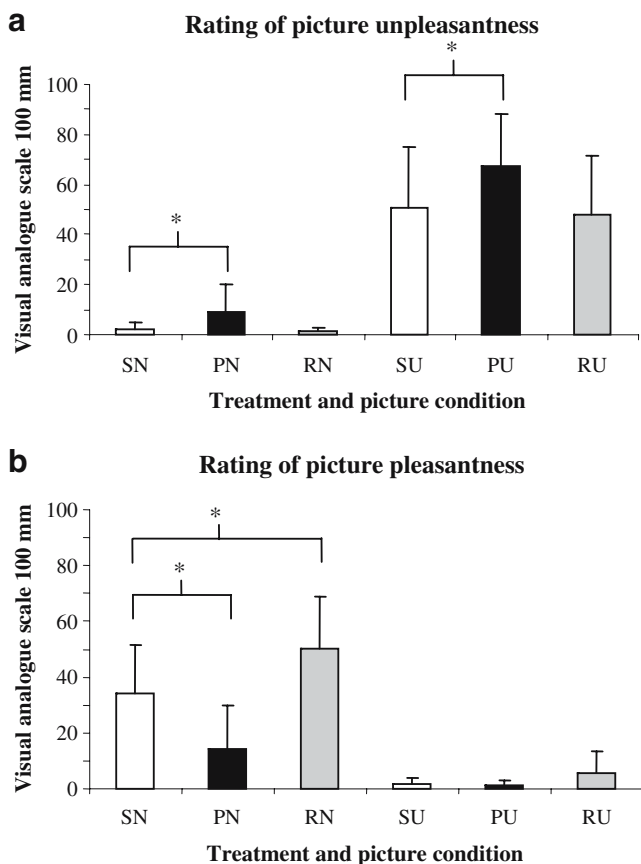 a
Rating of picture unpleasantness
Visual analogue scale 100 mm
100
80
60
40
20
0
*
*
SN PN RN SU PU RU
Treatment and picture condition
b
Rating of picture pleasantness
Visual analogue scale 100 mm
100
80
60
40
20
0
*
*
SN PN RN SU PU RU
Treatment and picture condition